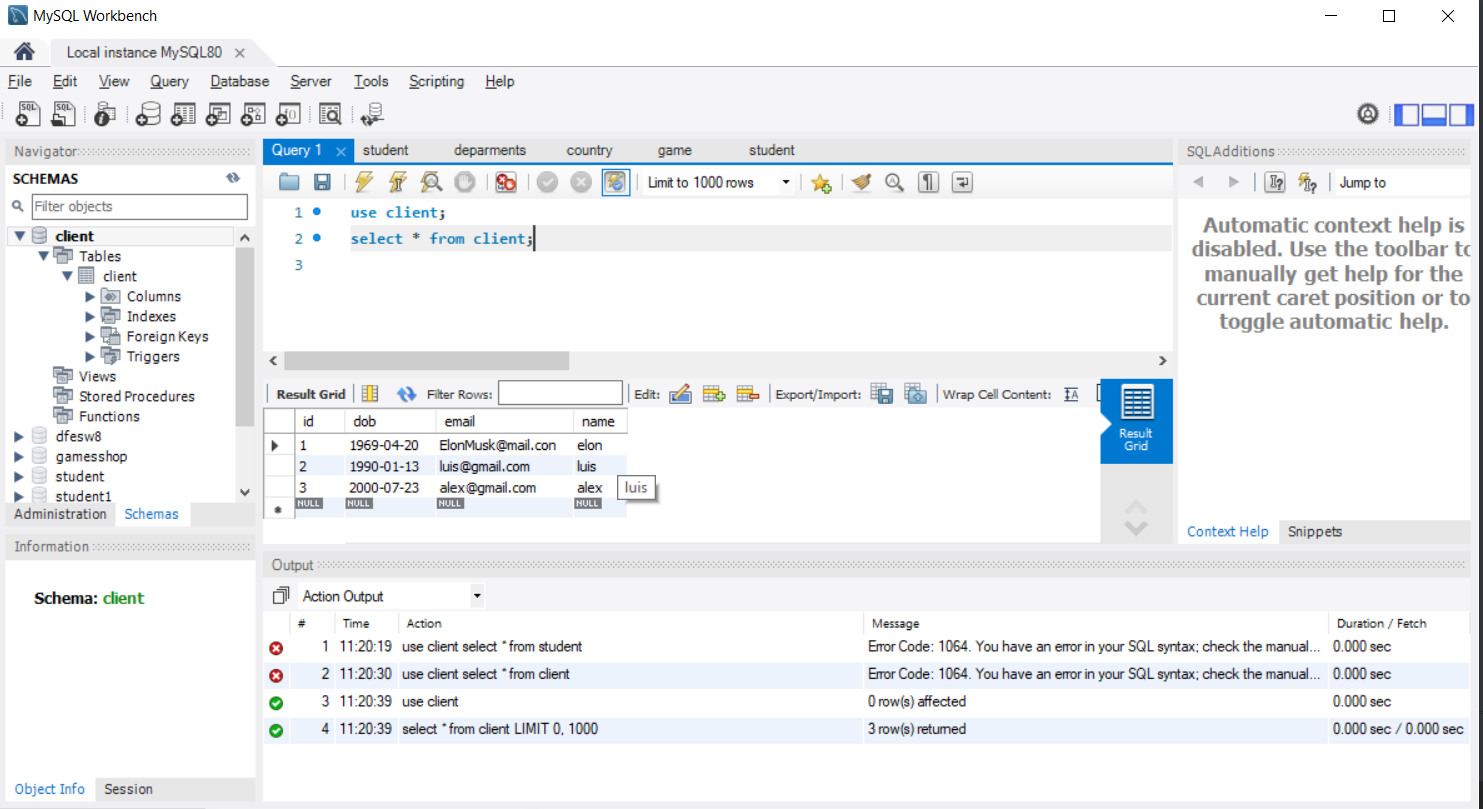 MySQL Workbench
Local instance MySQL80
File Edit View Query Database Server Tools Scripting Help
Navigator
SCHEMAS
Filter objects
client
Tables
client
Columns
Indexes
Foreign Keys
Triggers
Views
Stored Procedures
Functions
dfesw8
gamesshop
student
student1
Administration Schemas
Information
Schema: client
Object Info Session
Query 1 student deparments country game student
Limit to 1000 rows
1 use client;
2 select * from client;
3
Result Grid Filter Rows: Edit: Export/Import: Wrap Cell Content:
id dob email name
1 1969-04-20 ElonMusk@mail.con elon
2 1990-01-13 luis@gmail.com luis
3 2000-07-23 alex@gmail.com alex
NULL NULL NULL NULL
luis
Result
Grid
SQLAdditions
Jump to
Automatic context help is
disabled. Use the toolbar to
manually get help for the
current caret position or to
toggle automatic help.
Context Help Snippets
Output
Action Output
# Time Action Message Duration / Fetch
1 11:20:19 use client select * from student Error Code: 1064. You have an error in your SQL syntax; check the manual... 0.000 sec
2 11:20:30 use client select * from client Error Code: 1064. You have an error in your SQL syntax; check the manual... 0.000 sec
3 11:20:39 use client 0 row(s) affected 0.000 sec
4 11:20:39 select * from client LIMIT 0, 1000 3 row(s) returned 0.000 sec / 0.000 sec